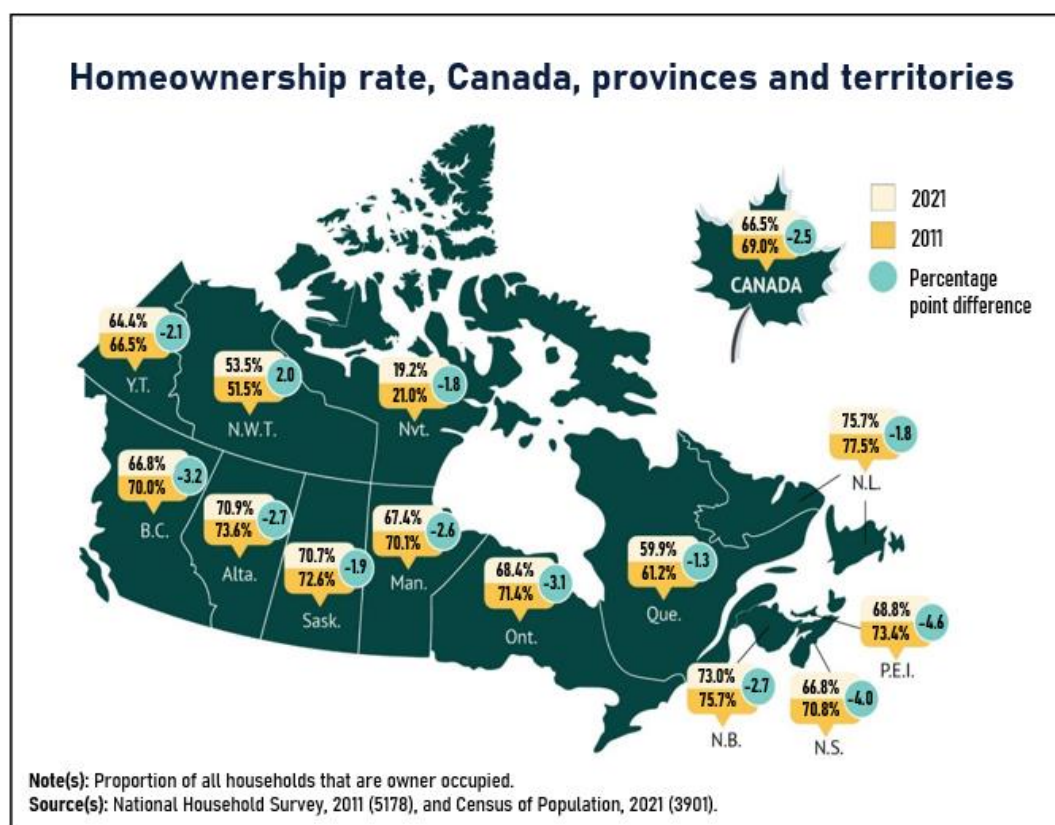 Homeownership rate, Canada, provinces and territories
66.5%
69.0%
-2.5
CANADA
2021
2011
Percentage
point difference
64.4%
66.5%
-2.1
Y.T.
53.5%
51.5%
2.0
N.W.T.
19.2%
21.0%
-1.8
Nvt.
75.7%
77.5%
-1.8
N.L.
66.8%
70.0%
-3.2
B.C.
70.9%
73.6%
-2.7
Alta.
70.7%
72.6%
-1.9
Sask.
67.4%
70.1%
-2.6
Man.
68.4%
71.4%
-3.1
Ont.
59.9%
61.2%
-1.3
Que.
68.8%
73.4%
-4.6
P.E.I.
73.0%
75.7%
-2.7
N.B.
66.8%
70.8%
-4.0
N.S.
Note(s): Proportion of all households that are owner occupied.
Source(s): National Household Survey, 2011 (5178), and Census of Population, 2021 (3901).